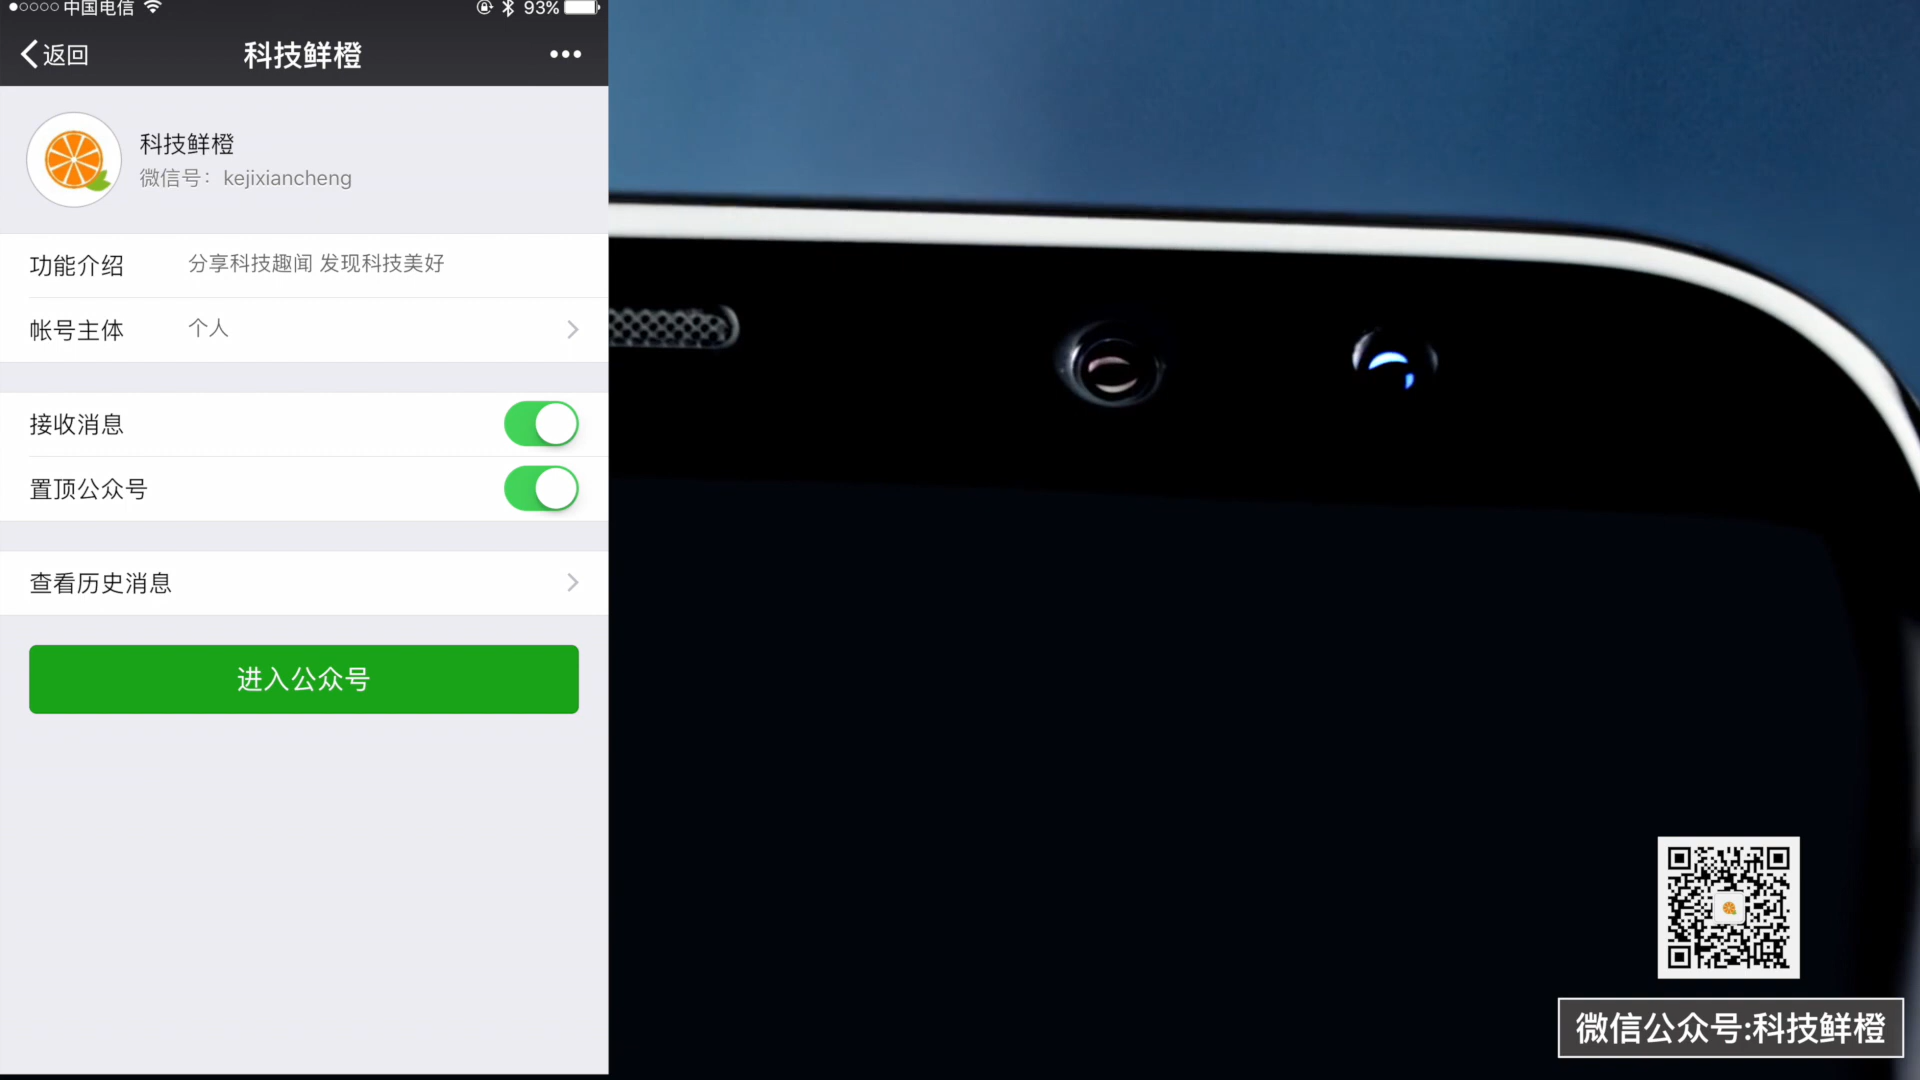 中国电信 93%
返回 科技鲜橙
科技鲜橙
微信号：kejixiancheng
功能介绍 分享科技趣闻 发现科技美好
帐号主体 个人
接收消息
置顶公众号
查看历史消息
进入公众号
微信公众号:科技鲜橙